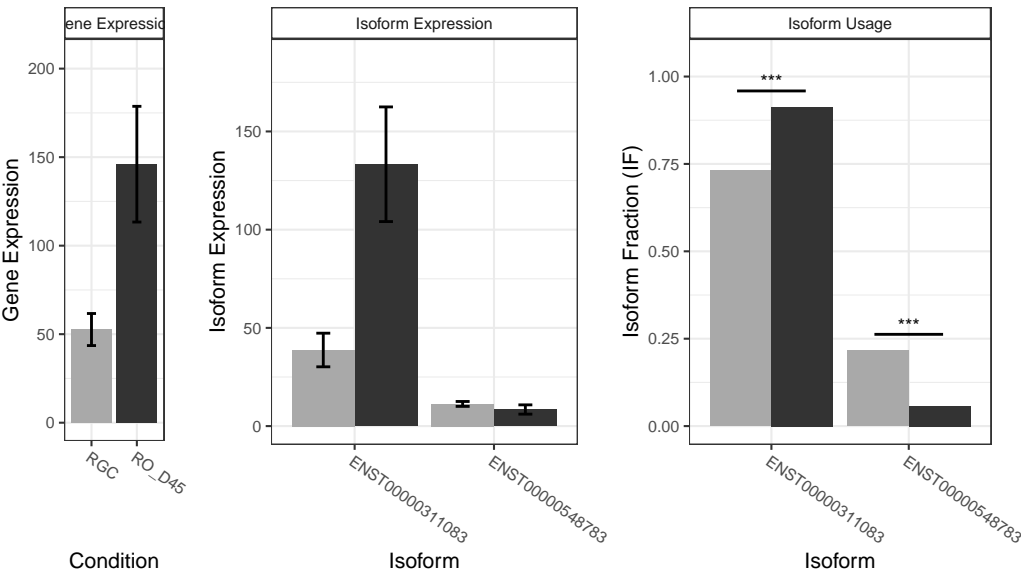 ene Expressic
Isoform Expression
Isoform Usage
Gene Expression
200
150
100
50
0
RGC
RO_D45
Condition
Isoform Expression
150
100
50
0
ENST00000311083
ENST00000548783
Isoform
Isoform Fraction (IF)
1.00
0.75
0.50
0.25
0.00
***
***
ENST00000311083
ENST00000548783
Isoform